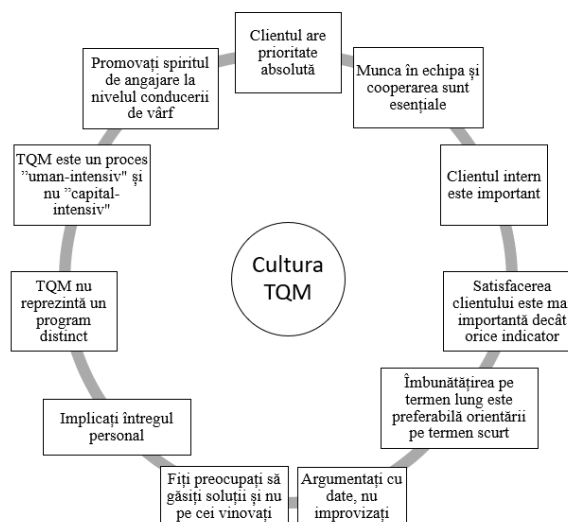 Clientul are
prioritate
absolută
Munca în echipa și
cooperarea sunt
esențiale
Clientul intern
este important
Satisfacerea
clientului este ma
importantă decât
orice indicator
Îmbunătățirea pe
termen lung este
preferabilă orientării
pe termen scurt
Argumentați cu
date, nu
improvizați
Fiți preocupați să
găsiți soluții și nu
pe cei vinovați
Implicați întregul
personal
TQM nu
reprezintă un
program
distinct
TQM este un proces
”uman-intensiv" și
nu ”capital-
intensiv"
Promovați spiritul
de angajare la
nivelul conducerii
de vârf
Cultura
TQM